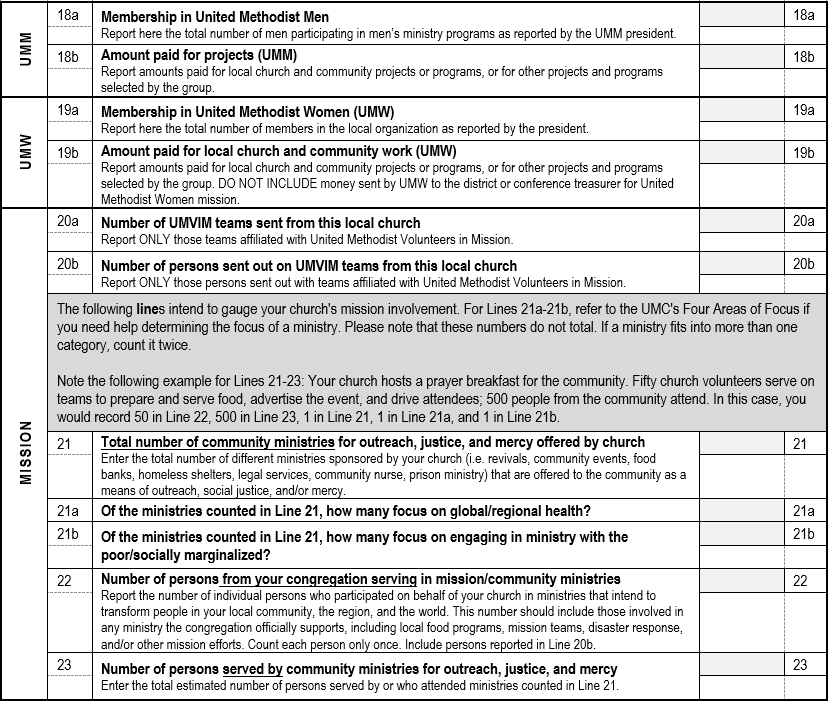 UMM
18a Membership in United Methodist Men 18a
Report here the total number of men participating in men's ministry programs as reported by the UMM president.
18b Amount paid for projects (UMM) 18b
Report amounts paid for local church and community projects or programs, or for other projects and programs
selected by the group.
UMW
19a Membership in United Methodist Women (UMW) 19a
Report here the total number of members in the local organization as reported by the president.
19b Amount paid for local church and community work (UMW) 19b
Report amounts paid for local church and community projects or programs, or for other projects and programs
selected by the group. DO NOT INCLUDE money sent by UMW to the district or conference treasurer for United
Methodist Women mission.
MISSION
20a Number of UMVIM teams sent from this local church 20a
Report ONLY those teams affiliated with United Methodist Volunteers in Mission.
20b Number of persons sent out on UMVIM teams from this local church 20b
Report ONLY those persons sent out with teams affiliated with United Methodist Volunteers in Mission.
The following lines intend to gauge your church's mission involvement. For Lines 21a-21b, refer to the UMC's Four Areas of Focus if
you need help determining the focus of a ministry. Please note that these numbers do not total. If a ministry fits into more than one
category, count it twice.
Note the following example for Lines 21-23: Your church hosts a prayer breakfast for the community. Fifty church volunteers serve on
teams to prepare and serve food, advertise the event, and drive attendees; 500 people from the community attend. In this case, you
would record 50 in Line 22, 500 in Line 23, 1 in Line 21, 1 in Line 21a, and 1 in Line 21b.
21 Total number of community ministries for outreach, justice, and mercy offered by church 21
Enter the total number of different ministries sponsored by your church (i.e. revivals, community events, food
banks, homeless shelters, legal services, community nurse, prison ministry) that are offered to the community as a
means of outreach, social justice, and/or mercy.
21a Of the ministries counted in Line 21, how many focus on global/regional health? 21a
21b Of the ministries counted in Line 21, how many focus on engaging in ministry with the 21b
poor/socially marginalized?
22 Number of persons from your congregation serving in mission/community ministries 22
Report the number of individual persons who participated on behalf of your church in ministries that intend to
transform people in your local community, the region, and the world. This number should include those involved in
any ministry the congregation officially supports, including local food programs, mission teams, disaster response,
and/or other mission efforts. Count each person only once. Include persons reported in Line 20b.
23 Number of persons served by community ministries for outreach, justice, and mercy 23
Enter the total estimated number of persons served by or who attended ministries counted in Line 21.